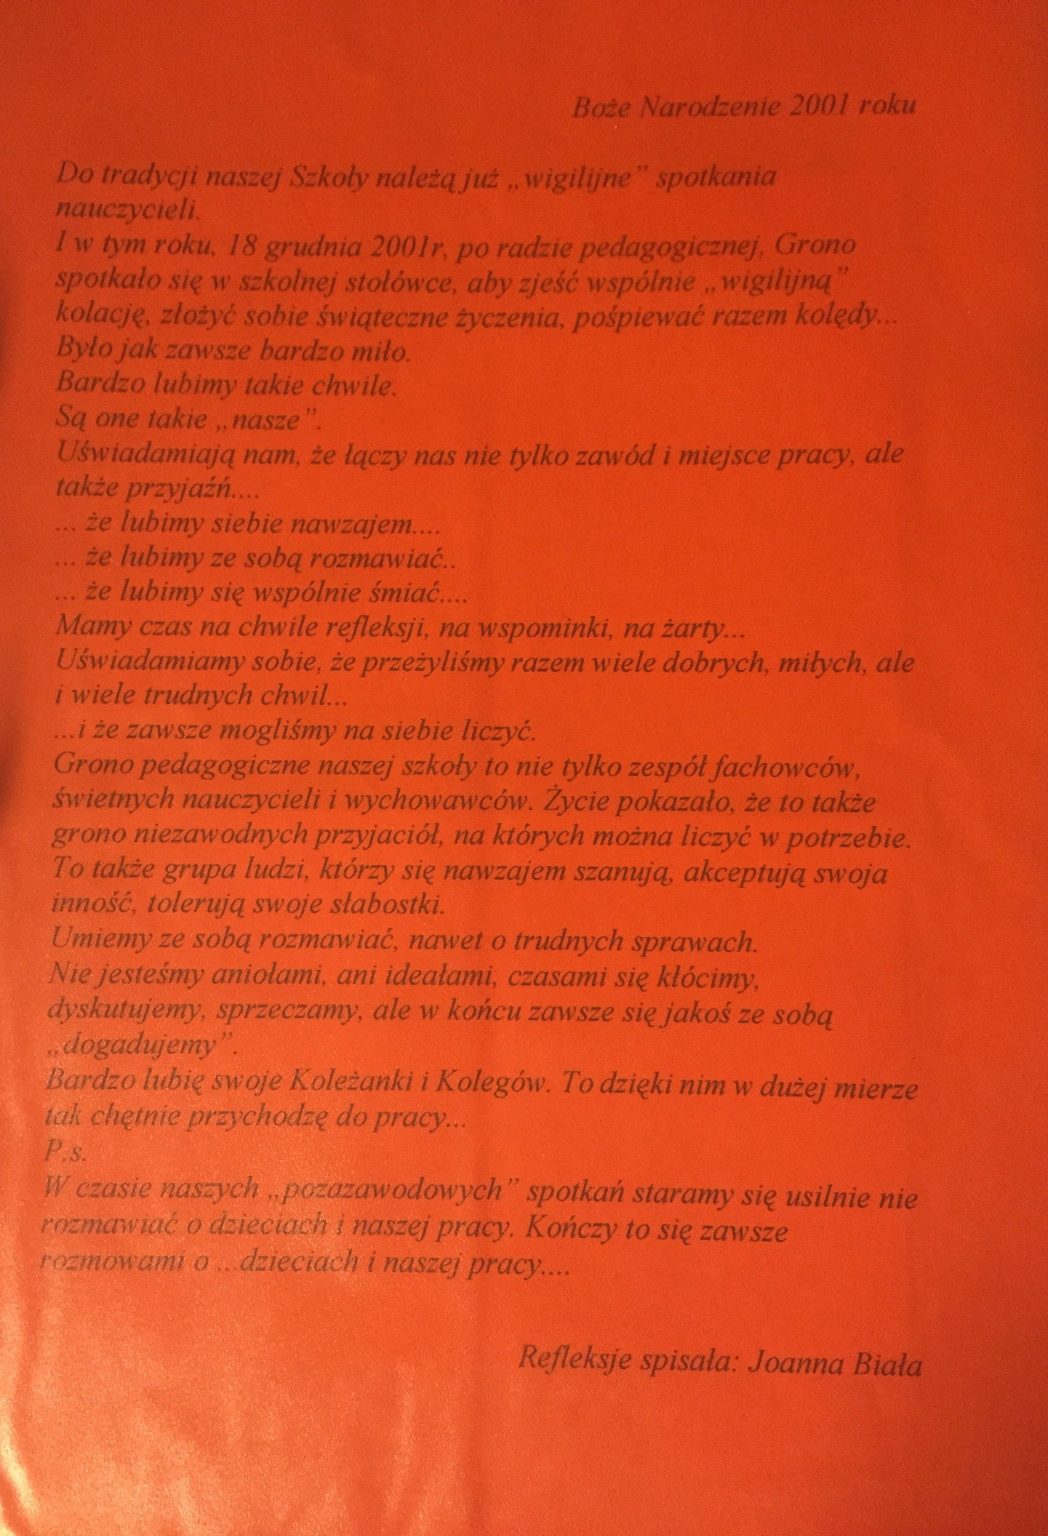 Boże Narodzenie 2001 roku
Do tradycji naszej Szkoły należą już „wigilijne” spotkania
nauczycieli.
I w tym roku, 18 grudnia 2001r, po radzie pedagogicznej, Grono
spotkało się w szkolnej stołówce, aby zjeść wspólnie „wigilijną”
kolację, złożyć sobie świąteczne życzenia, pośpiewać razem kolędy...
Było jak zawsze bardzo miło.
Bardzo lubimy takie chwile.
Są one takie „nasze”.
Uświadamiają nam, że łączy nas nie tylko zawód i miejsce pracy, ale
także przyjaźń....
... że lubimy siebie nawzajem....
... że lubimy ze sobą rozmawiać..
... że lubimy się wspólnie śmiać....
Mamy czas na chwile refleksji, na wspominki, na żarty...
Uświadamiamy sobie, że przeżyliśmy razem wiele dobrych, miłych, ale
i wiele trudnych chwil...
...i że zawsze mogliśmy na siebie liczyć.
Grono pedagogiczne naszej szkoły to nie tylko zespół fachowców,
świetnych nauczycieli i wychowawców. Życie pokazało, że to także
grono niezawodnych przyjaciół, na których można liczyć w potrzebie.
To także grupa ludzi, którzy się nawzajem szanują, akceptują swoja
inność, tolerują swoje słabostki.
Umiemy ze sobą rozmawiać, nawet o trudnych sprawach.
Nie jesteśmy aniołami, ani ideałami, czasami się kłócimy,
dyskutujemy, sprzeczamy, ale w końcu zawsze się jakoś ze sobą
„dogadujemy”.
Bardzo lubię swoje Koleżanki i Kolegów. To dzięki nim w dużej mierze
tak chętnie przychodzę do pracy...
P.s.
W czasie naszych „pozazawodowych” spotkań staramy się usilnie nie
rozmawiać o dzieciach i naszej pracy. Kończy to się zawsze
rozmowami o ...dzieciach i naszej pracy....
Refleksje spisała: Joanna Biała